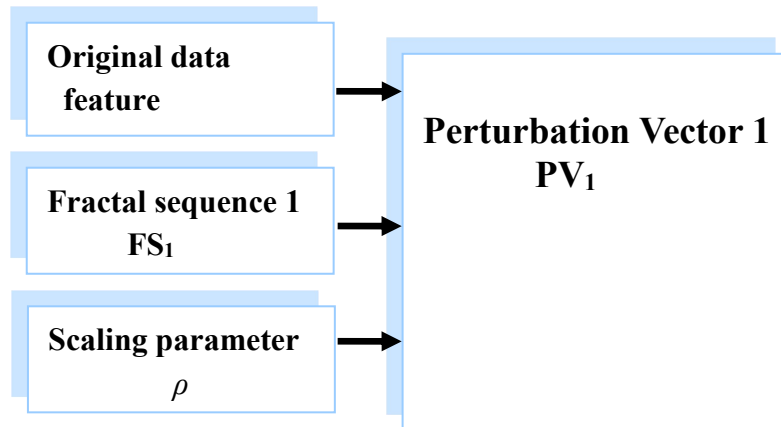 Original data
feature
Fractal sequence 1
FS₁
Scaling parameter
ρ
Perturbation Vector 1
PV₁